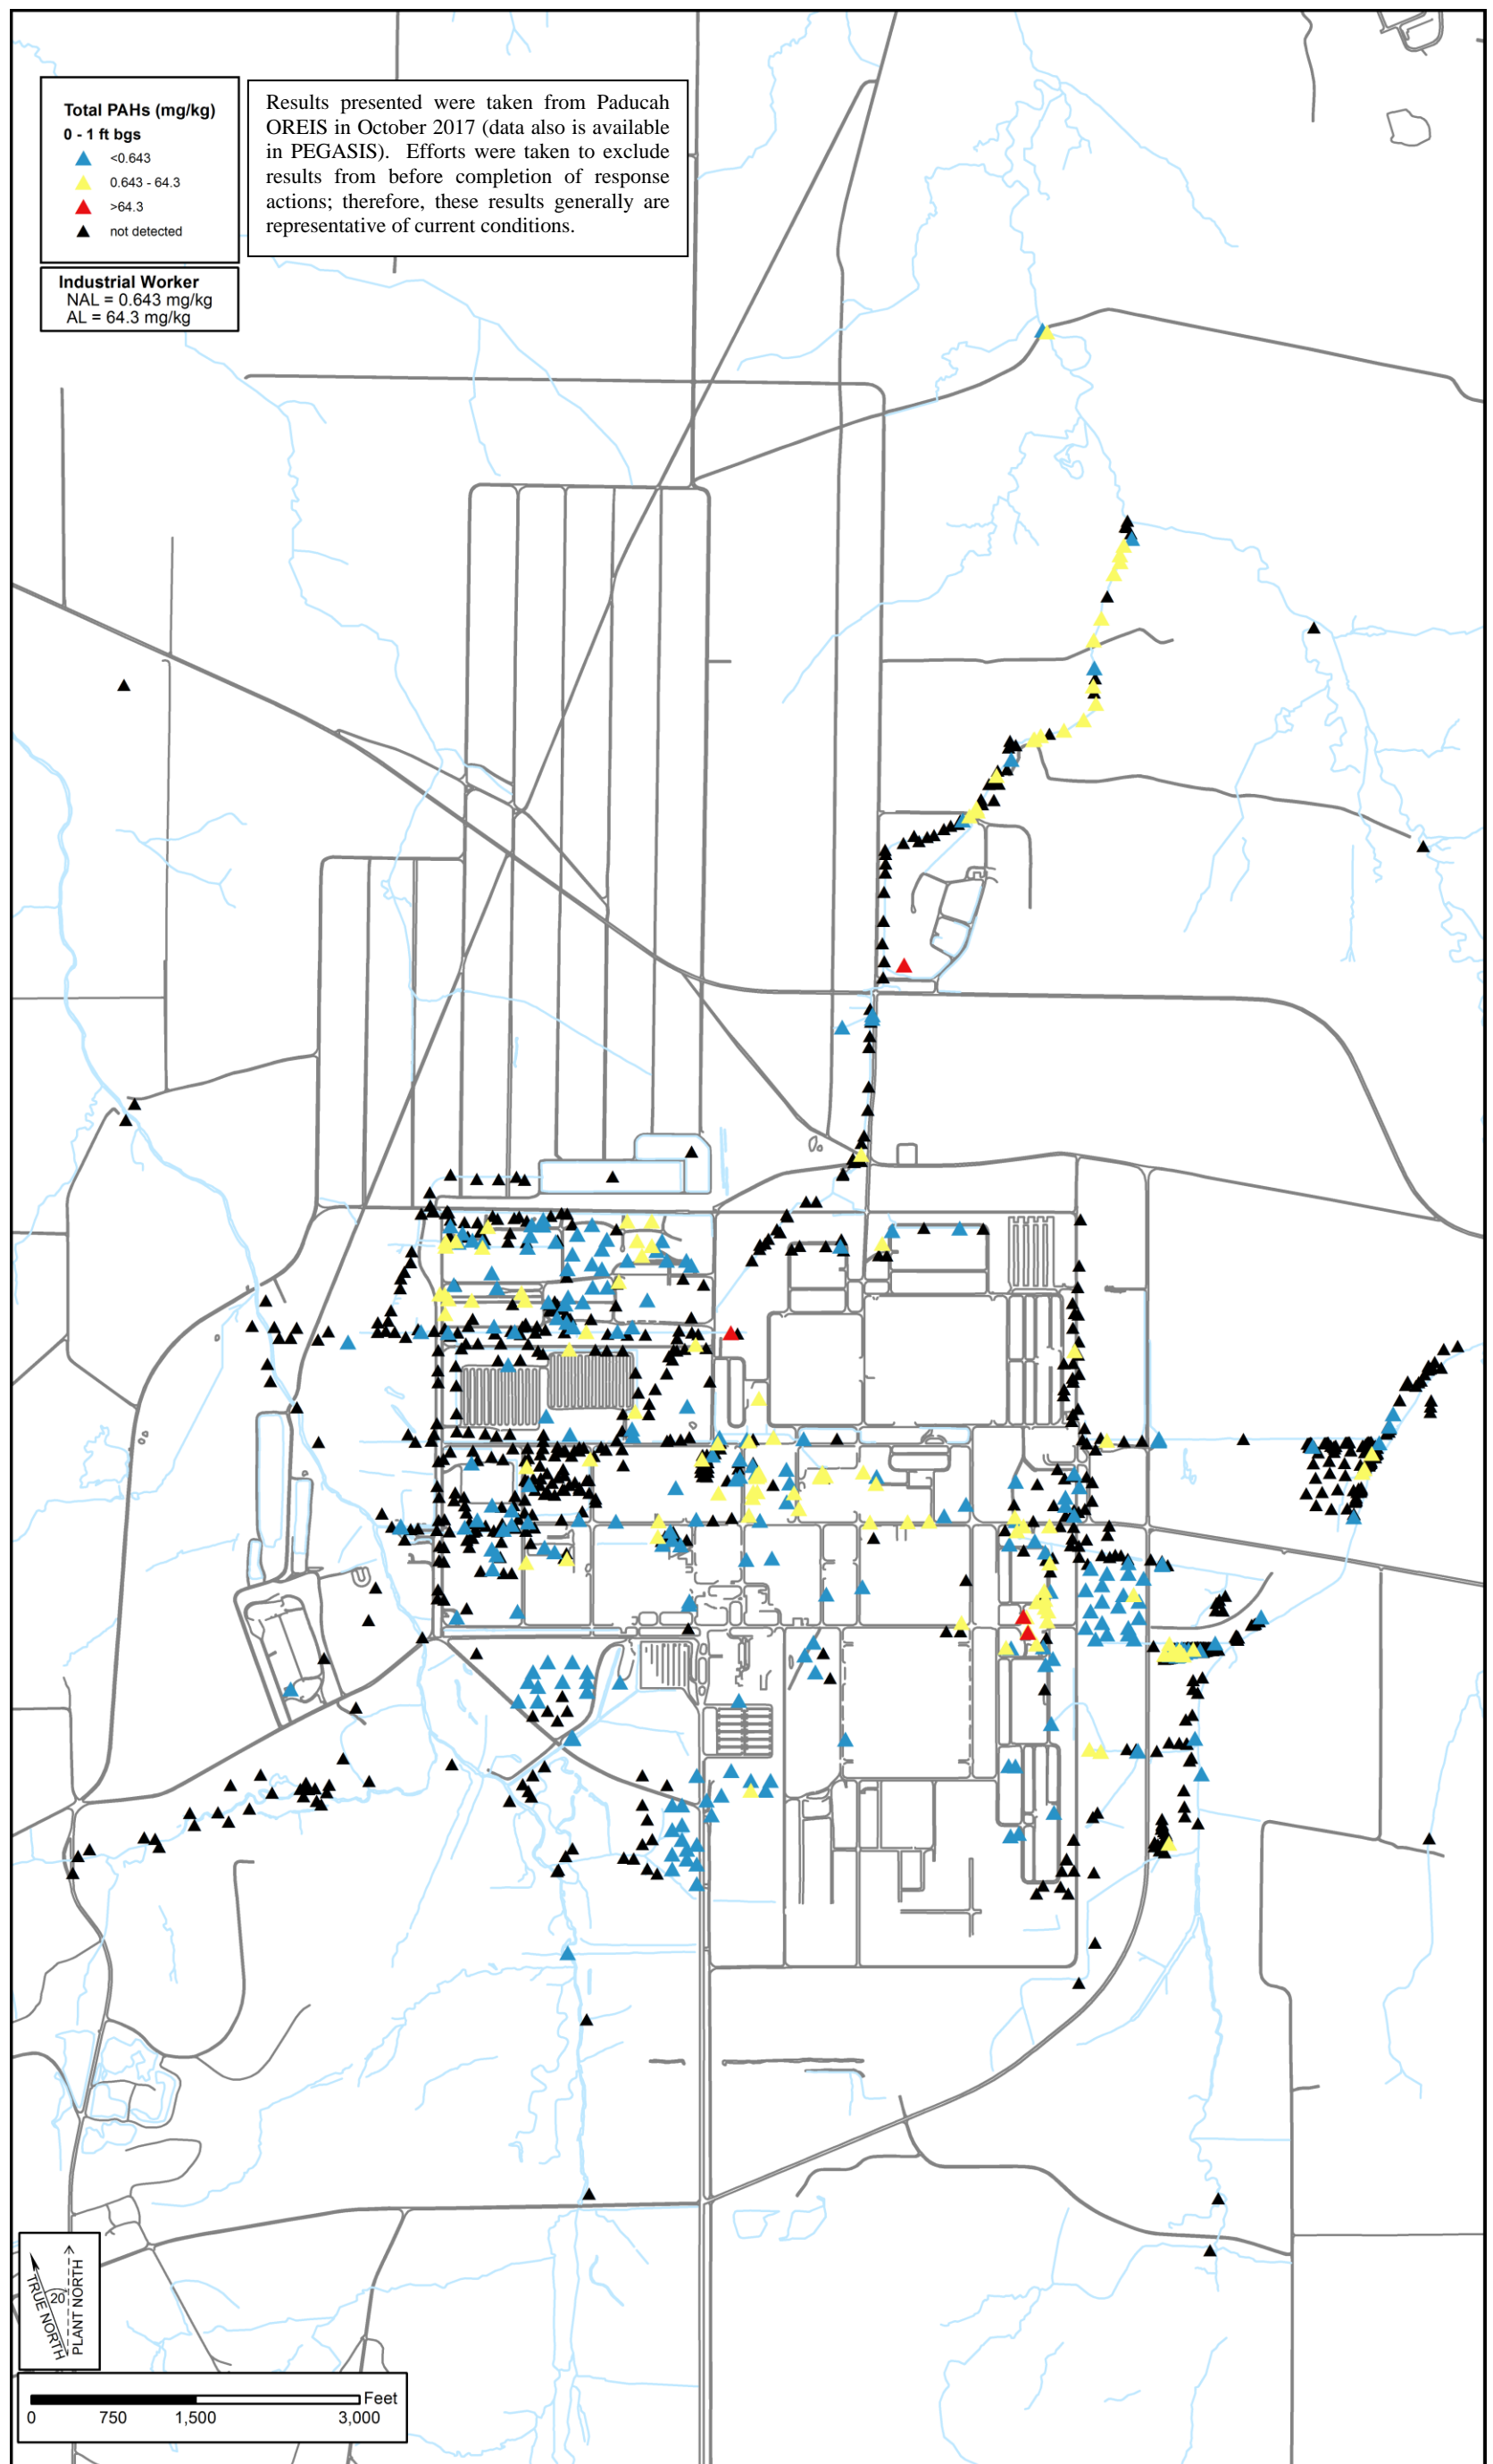 Total PAHs (mg/kg)
0 - 1 ft bgs
<0.643
0.643 - 64.3
>64.3
not detected
Industrial Worker
NAL = 0.643 mg/kg
AL = 64.3 mg/kg
Results presented were taken from Paducah
OREIS in October 2017 (data also is available
in PEGASIS). Efforts were taken to exclude
results from before completion of response
actions; therefore, these results generally are
representative of current conditions.
TRUE NORTH
20
PLANT NORTH
Feet
0 750 1,500 3,000